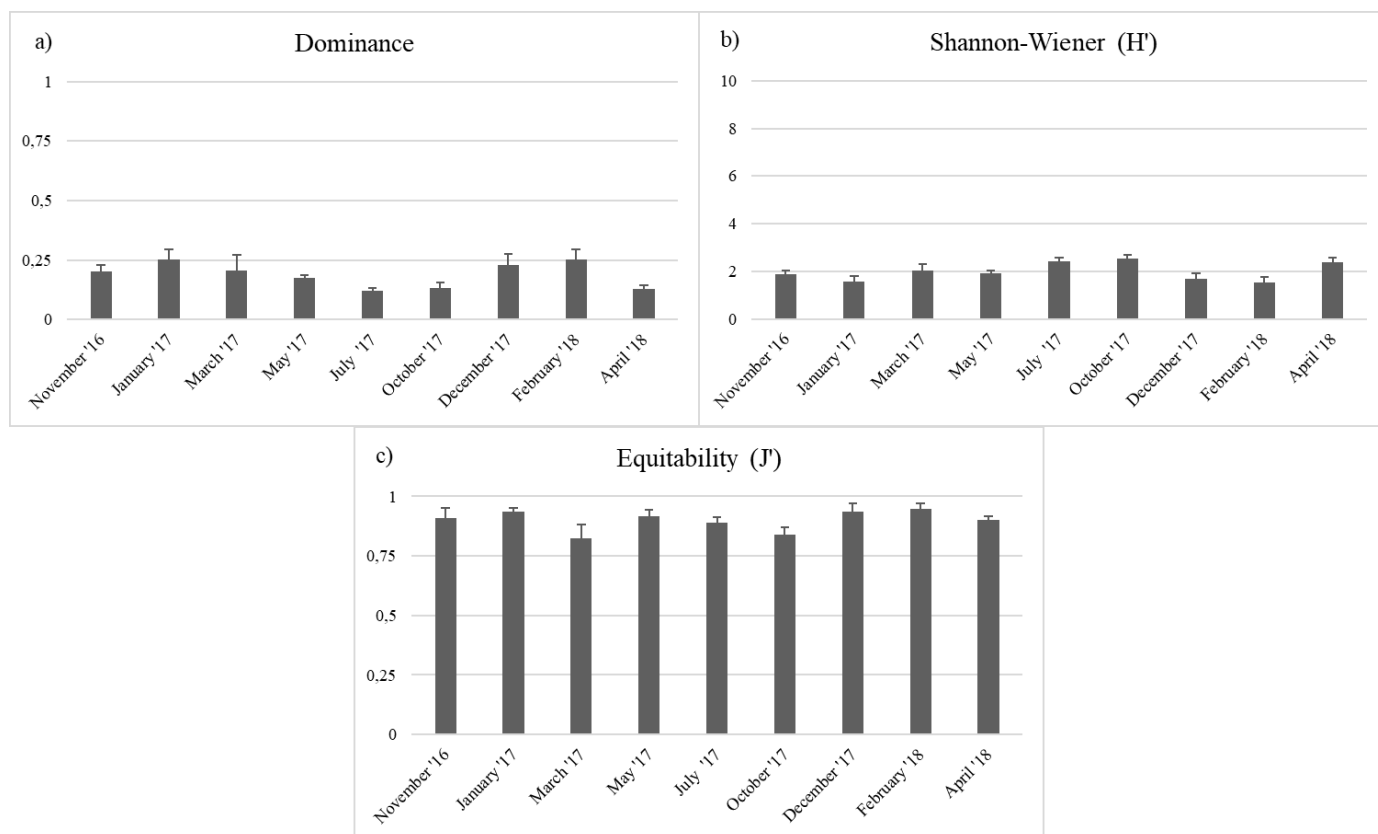 a)
Dominance
1
0,75
0,5
0,25
0
November '16
January '17
March '17
May '17
July '17
October '17
December '17
February '18
April '18
b)
Shannon-Wiener (H')
10
8
6
4
2
0
November '16
January '17
March '17
May '17
July '17
October '17
December '17
February '18
April '18
c)
Equitability (J')
1
0,75
0,5
0,25
0
November '16
January '17
March '17
May '17
July '17
October '17
December '17
February '18
April '18